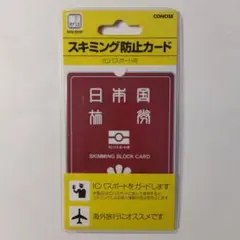 CONCISE
スキミング防止カード
ICパスポート用
日本国
旅券
SKIMMING BLOCK CARD
ICパスポートをガードします
海外旅行にオススメです